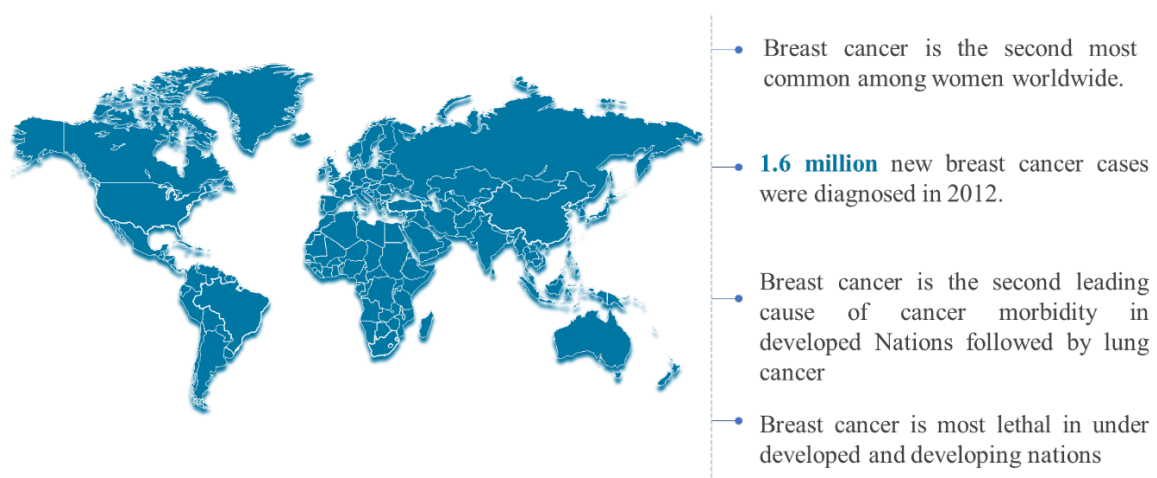 Breast cancer is the second most
common among women worldwide.
1.6 million new breast cancer cases
were diagnosed in 2012.
Breast cancer is the second leading
cause of cancer morbidity in
developed Nations followed by lung
cancer
Breast cancer is most lethal in under
developed and developing nations